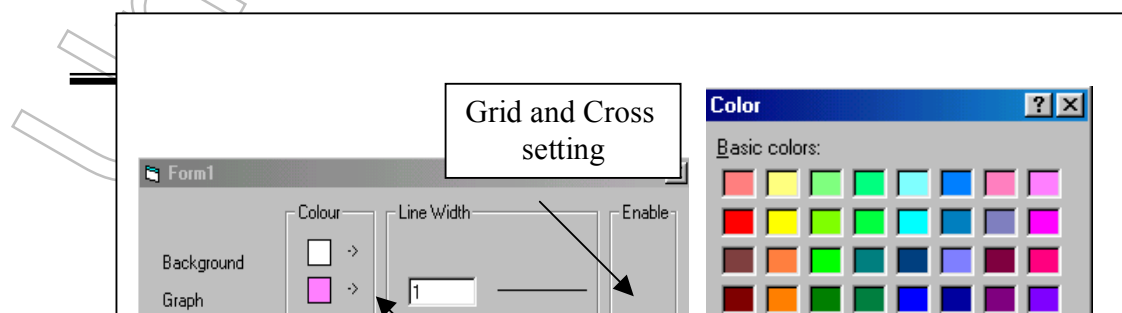 Grid and Cross
setting
Form1
Colour
Line Width
Enable
Background
->
Graph
->
1
Color
?
Basic colors: